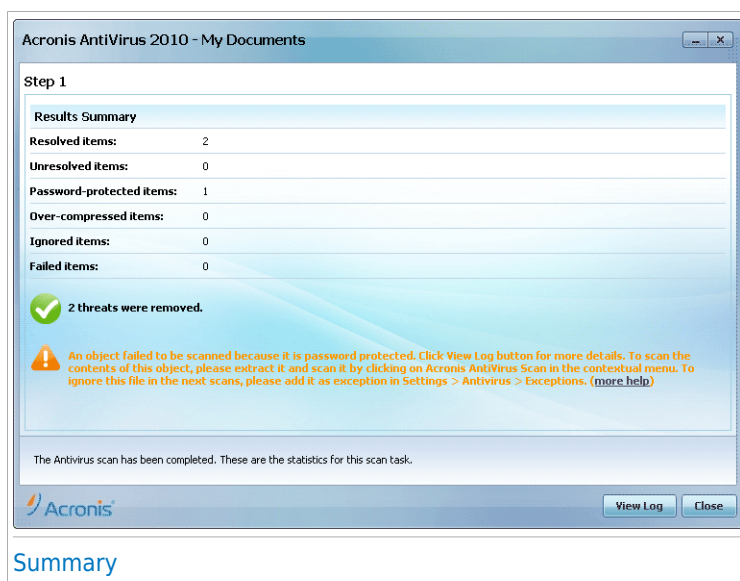 Acronis AntiVirus 2010 - My Documents
Step 1
Results Summary
Resolved items: 2
Unresolved items: 0
Password-protected items: 1
Over-compressed items: 0
Ignored items: 0
Failed items: 0
2 threats were removed.
An object failed to be scanned because it is password protected. Click View Log button for more details. To scan the
contents of this object, please extract it and scan it by clicking on Acronis AntiVirus Scan in the contextual menu. To
ignore this file in the next scans, please add it as exception in Settings > Antivirus > Exceptions. (more help)
The Antivirus scan has been completed. These are the statistics for this scan task.
Acronis
View Log Close
Summary